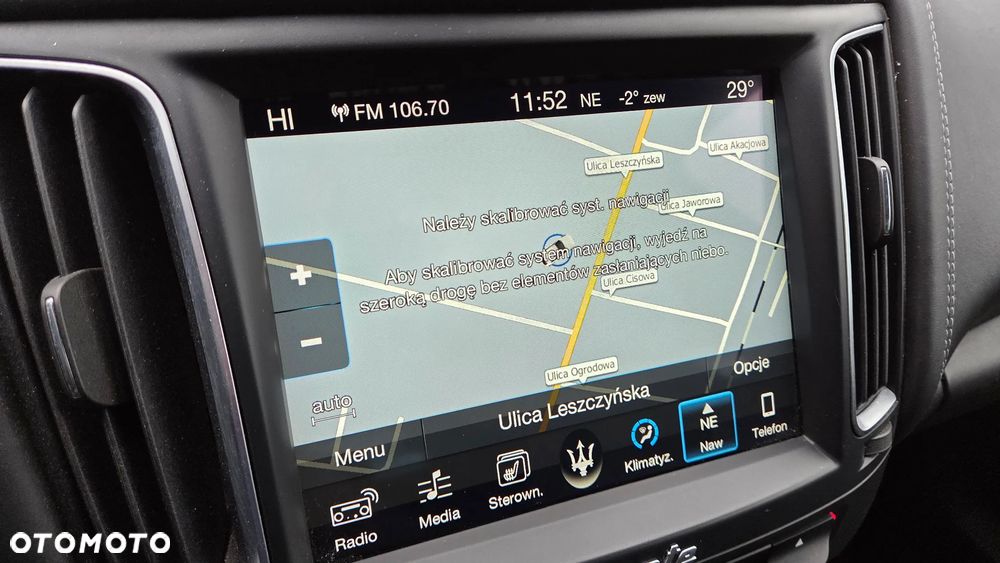 HI FM 106.70 11:52 NE -2° zew 29°
Ulica Akacjowa
Ulica Leszczyńska
Ulica Jaworowa
Należy skalibrować syst. nawigacji
Aby skalibrować system nawigacji, wyjedź na
szeroką drogę bez elementów zasłaniających niebo.
Ulica Cisowa
+
-
Ulica Ogrodowa
auto
Menu Ulica Leszczyńska Opcje
NE
Radio Media Sterown. Klimatyz. Naw Telefon
OTOMOTO